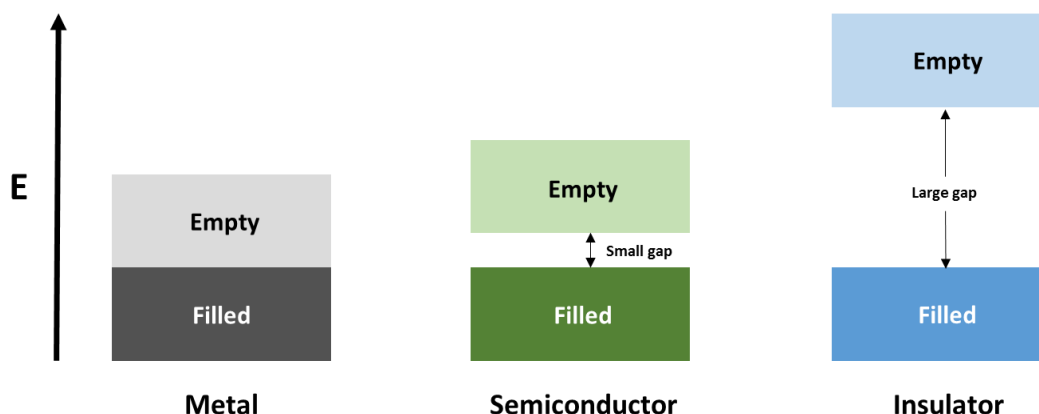 E
Empty
Filled
Metal
Empty
Small gap
Filled
Semiconductor
Empty
Large gap
Filled
Insulator